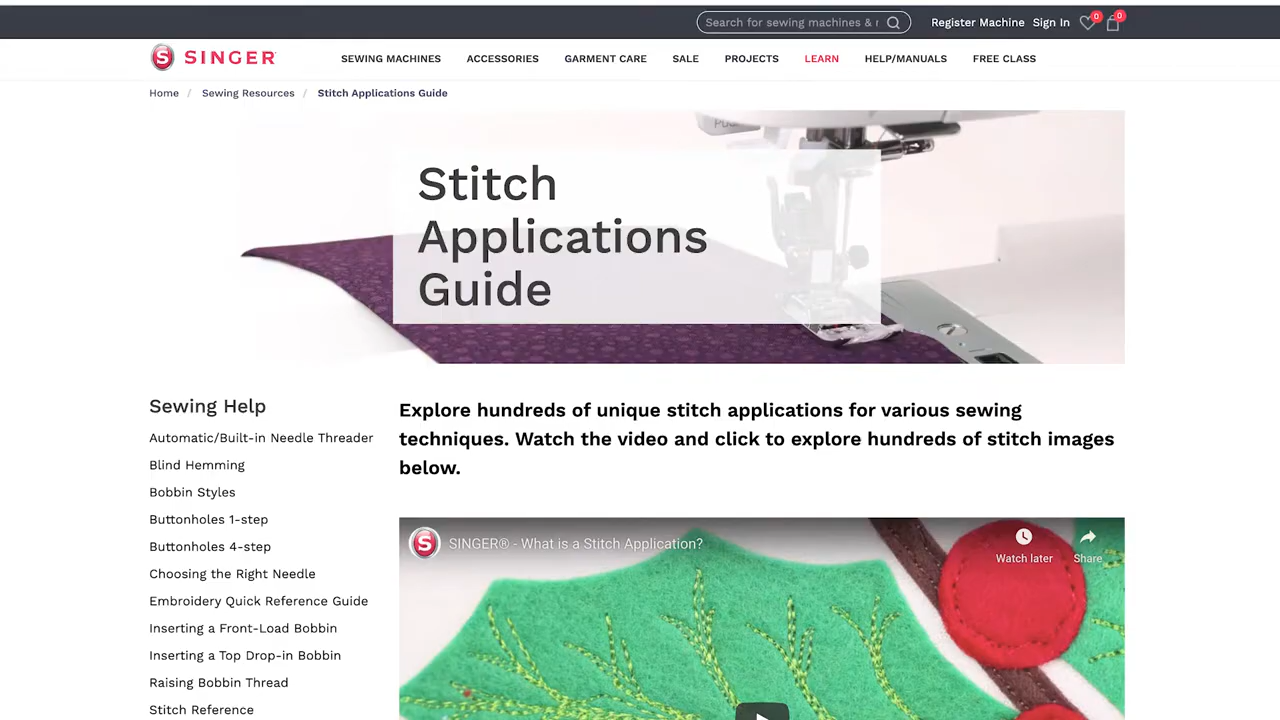 Search for sewing machines &
Register Machine
Sign In
0
0
S SINGER
SEWING MACHINES
ACCESSORIES
GARMENT CARE
SALE
PROJECTS
LEARN
HELP/MANUALS
FREE CLASS
Home / Sewing Resources / Stitch Applications Guide
Stitch
Applications
Guide
Sewing Help
Automatic/Built-in Needle Threader
Blind Hemming
Bobbin Styles
Buttonholes 1-step
Buttonholes 4-step
Choosing the Right Needle
Embroidery Quick Reference Guide
Inserting a Front-Load Bobbin
Inserting a Top Drop-in Bobbin
Raising Bobbin Thread
Stitch Reference
Explore hundreds of unique stitch applications for various sewing
techniques. Watch the video and click to explore hundreds of stitch images
below.
S
SINGER® - What is a Stitch Application?
Watch later
Share